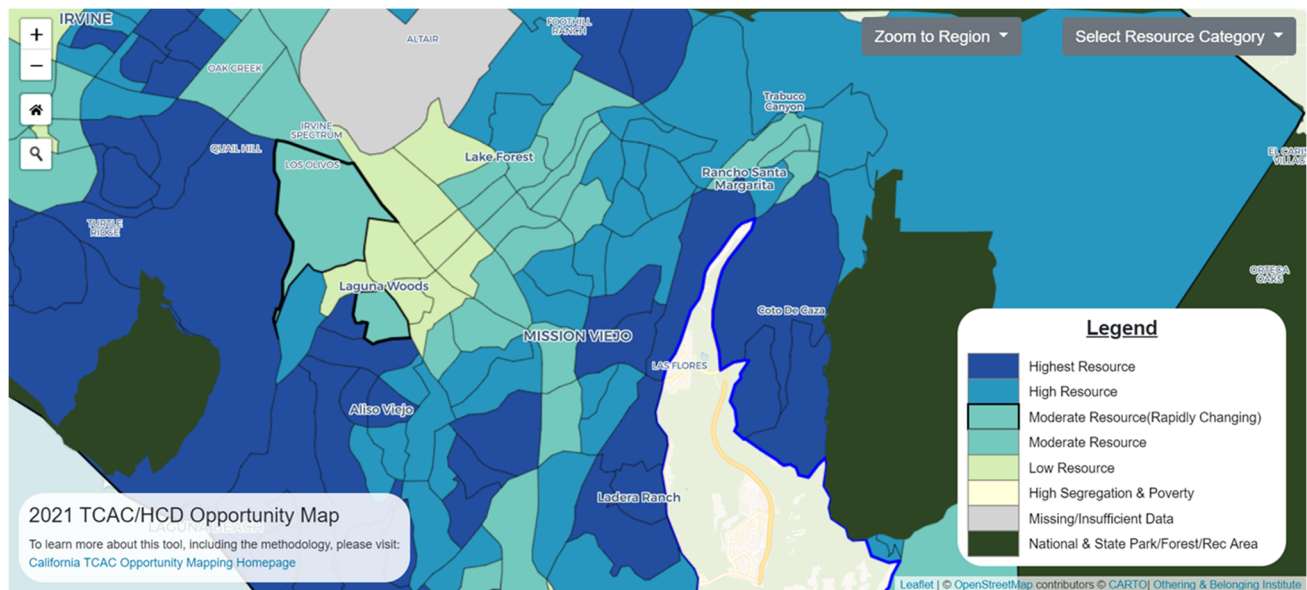 IRVINE
FOOTHILL
RANCH
ALTAIR
Zoom to Region
Select Resource Category
+
−
OAK CREEK
Trabuco
Canyon
IRVINE
SPECTRUM
QUAIL HILL
LOS OLIVOS
Lake Forest
Rancho Santa
Margarita
TURTLE
RIDGE
ORTEGA
OAKS
Laguna Woods
Coto De Caza
MISSION VIEJO
LAS FLORES
Aliso Viejo
Ladera Ranch
Legend
Highest Resource
High Resource
Moderate Resource(Rapidly Changing)
Moderate Resource
Low Resource
High Segregation & Poverty
Missing/Insufficient Data
National & State Park/Forest/Rec Area
2021 TCAC/HCD Opportunity Map
To learn more about this tool, including the methodology, please visit:
California TCAC Opportunity Mapping Homepage
Leaflet | © OpenStreetMap contributors © CARTO| Othering & Belonging Institute